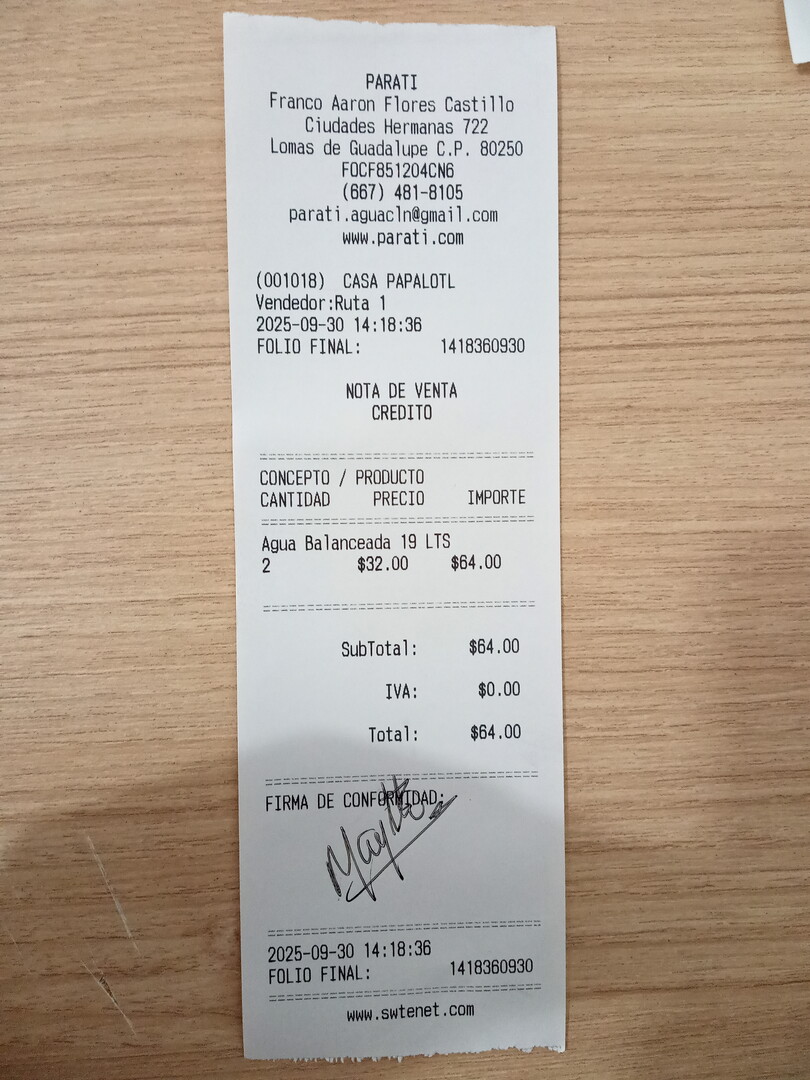 PARATI
Franco Aaron Flores Castillo
Ciudades Hermanas 722
Lomas de Guadalupe C.P. 80250
FOCF851204CN6
(667) 481-8105
parati.aguacln@gmail.com
www.parati.com
(001018) CASA PAPALOTL
Vendedor:Ruta 1
2025-09-30 14:18:36
FOLIO FINAL: 1418360930
NOTA DE VENTA
CREDITO
CONCEPTO / PRODUCTO
CANTIDAD PRECIO IMPORTE
Agua Balanceada 19 LTS
2 $32.00 $64.00
SubTotal: $64.00
IVA: $0.00
Total: $64.00
FIRMA DE CONFORMIDAD:
2025-09-30 14:18:36
FOLIO FINAL: 1418360930
www.swtenet.com